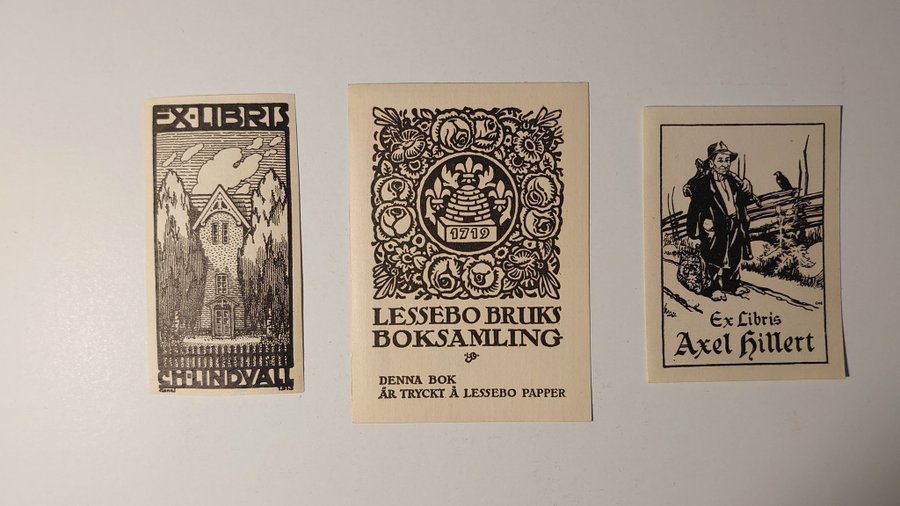 EX·LIBRIS
CH·LINDVALL
1719
LESSEBO BRUKS
BOKSAMLING
DENNA BOK
ÄR TRYCKT Å LESSEBO PAPPER
Ex Libris
Axel Hillert